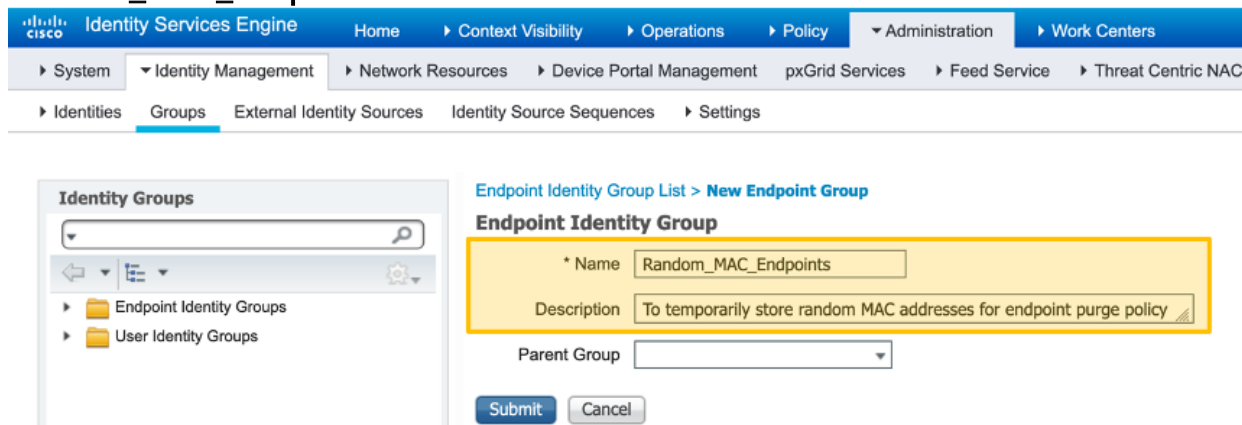 cisco Identity Services Engine Home Context Visibility Operations Policy Administration Work Centers
System Identity Management Network Resources Device Portal Management pxGrid Services Feed Service Threat Centric NAC
Identities Groups External Identity Sources Identity Source Sequences Settings
Identity Groups
Endpoint Identity Groups
User Identity Groups
Endpoint Identity Group List > New Endpoint Group
Endpoint Identity Group
* Name Random_MAC_Endpoints
Description To temporarily store random MAC addresses for endpoint purge policy
Parent Group
Submit Cancel